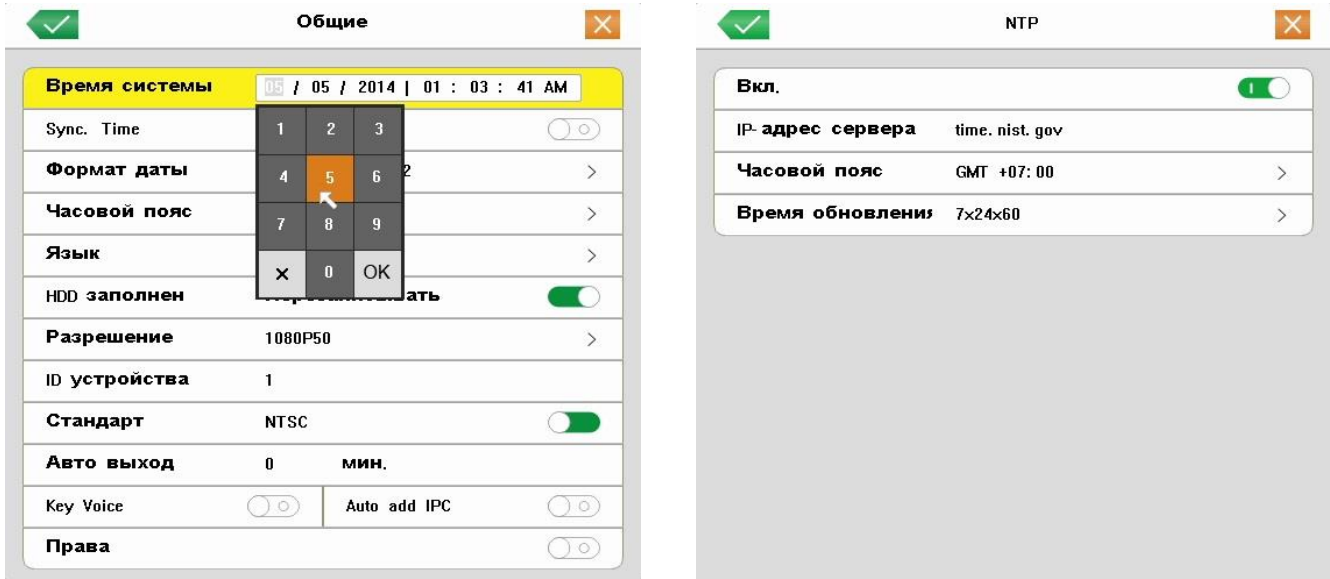 Общие
Время системы 05 / 05 / 2014 | 01 : 03 : 41 AM
Sync. Time
1 2 3
Формат даты 2
4 5 6
Часовой пояс
7 8 9
Язык
× 0 OK
HDD заполнен
Разрешение 1080P50
ID устройства 1
Стандарт NTSC
Авто выход 0 мин.
Key Voice Auto add IPC
Права
NTP
Вкл.
IP-адрес сервера time.nist.gov
Часовой пояс GMT +07:00
Время обновления 7x24x60